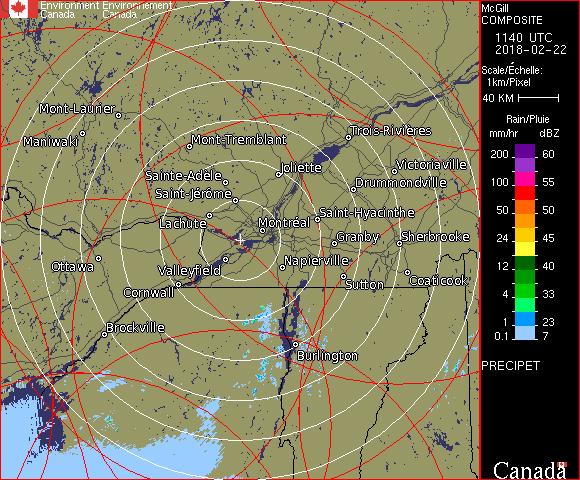 Environment Environnement
Canada Canada
Mont-Laurier
Maniwaki
Mont-Tremblant
Trois-Rivières
Joliette
Victoriaville
Sainte-Adèle
Drummondville
Saint-Jérôme
Lachute
Montréal
Saint-Hyacinthe
Granby
Sherbrooke
Ottawa
Valleyfield
Napierville
Cornwall
Sutton
Coaticook
Brockville
Burlington
McGill
COMPOSITE
1140 UTC
2018-02-22
Scale/Échelle:
1km/Pixel
40 KM
Rain/Pluie
mm/hr dBZ
200 60
100 55
50 50
24 45
12 40
4 33
1 23
0.1 7
PRECIPET
Canada